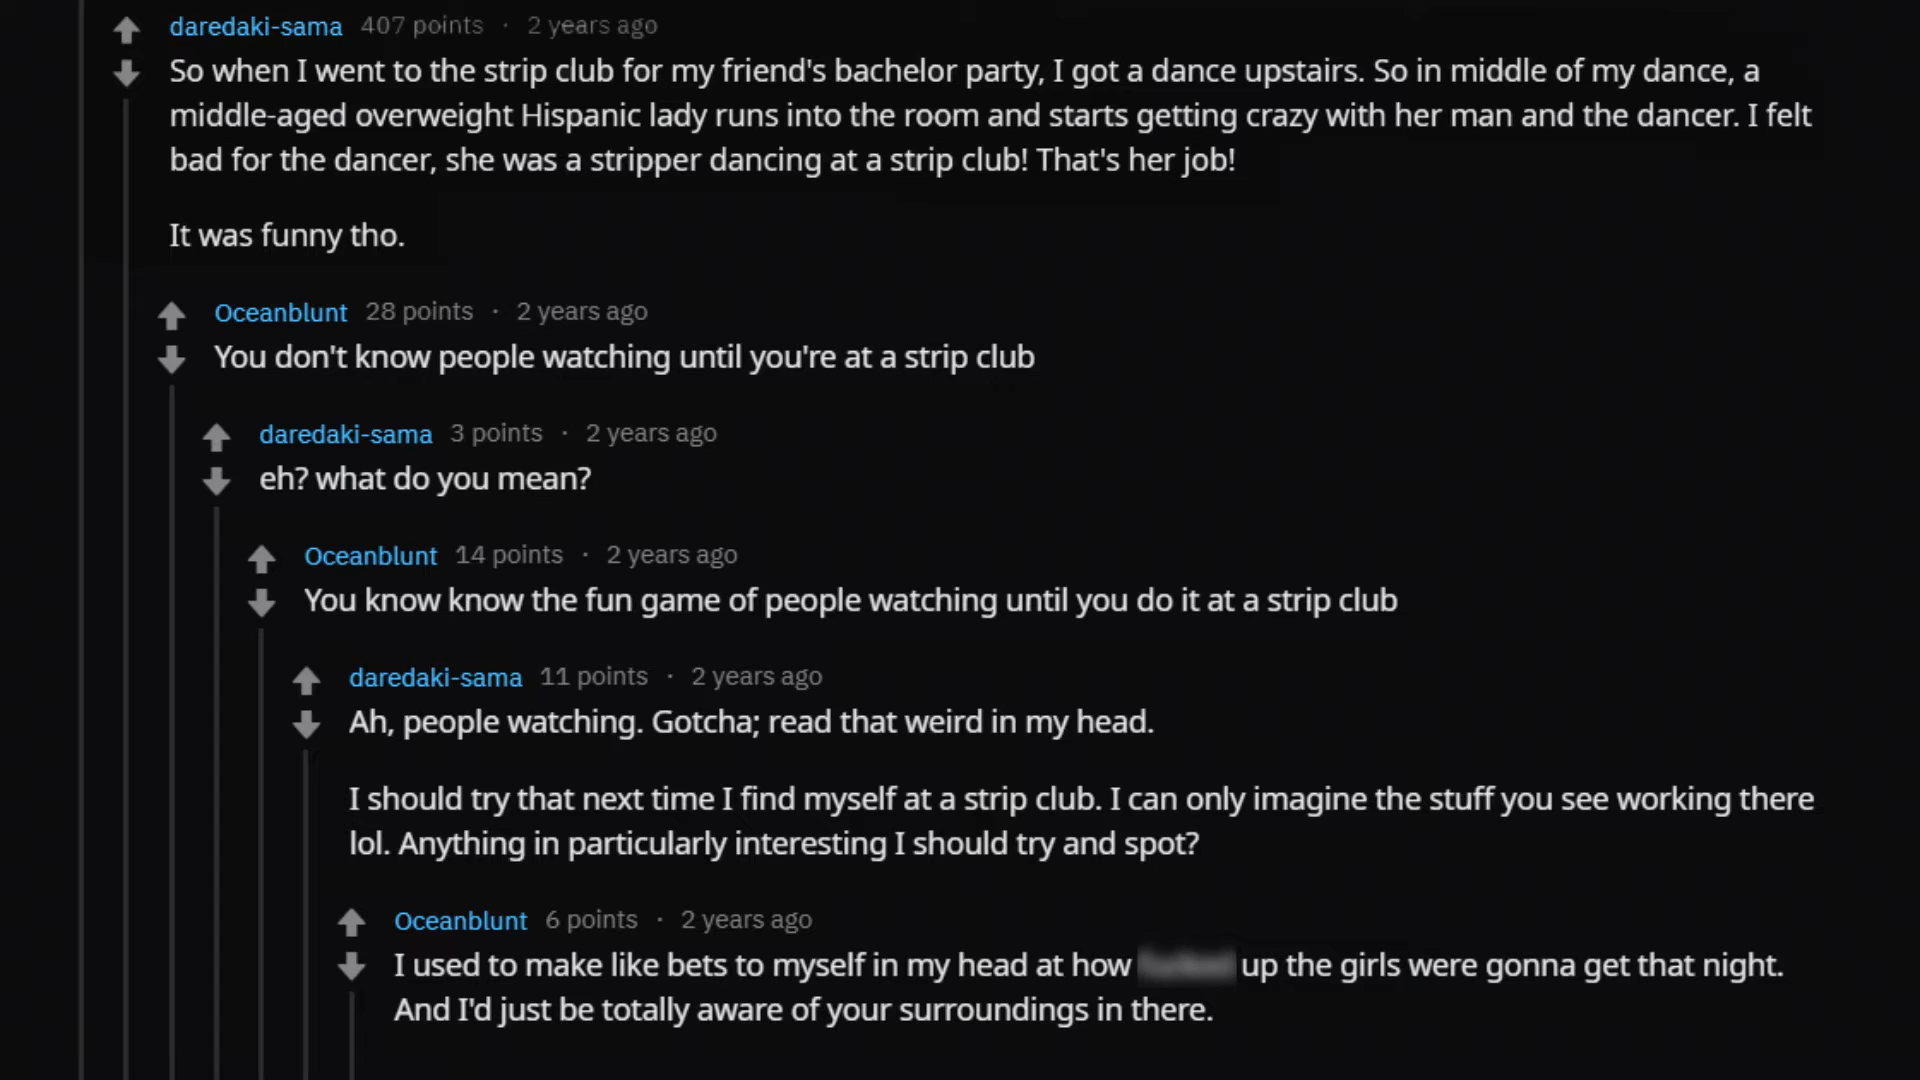 daredaki-sama 407 points · 2 years ago
So when I went to the strip club for my friend's bachelor party, I got a dance upstairs. So in middle of my dance, a
middle-aged overweight Hispanic lady runs into the room and starts getting crazy with her man and the dancer. I felt
bad for the dancer, she was a stripper dancing at a strip club! That's her job!
It was funny tho.
Oceanblunt 28 points · 2 years ago
You don't know people watching until you're at a strip club
daredaki-sama 3 points · 2 years ago
eh? what do you mean?
Oceanblunt 14 points · 2 years ago
You know know the fun game of people watching until you do it at a strip club
daredaki-sama 11 points · 2 years ago
Ah, people watching. Gotcha; read that weird in my head.
I should try that next time I find myself at a strip club. I can only imagine the stuff you see working there
lol. Anything in particularly interesting I should try and spot?
Oceanblunt 6 points · 2 years ago
I used to make like bets to myself in my head at how up the girls were gonna get that night.
And I'd just be totally aware of your surroundings in there.